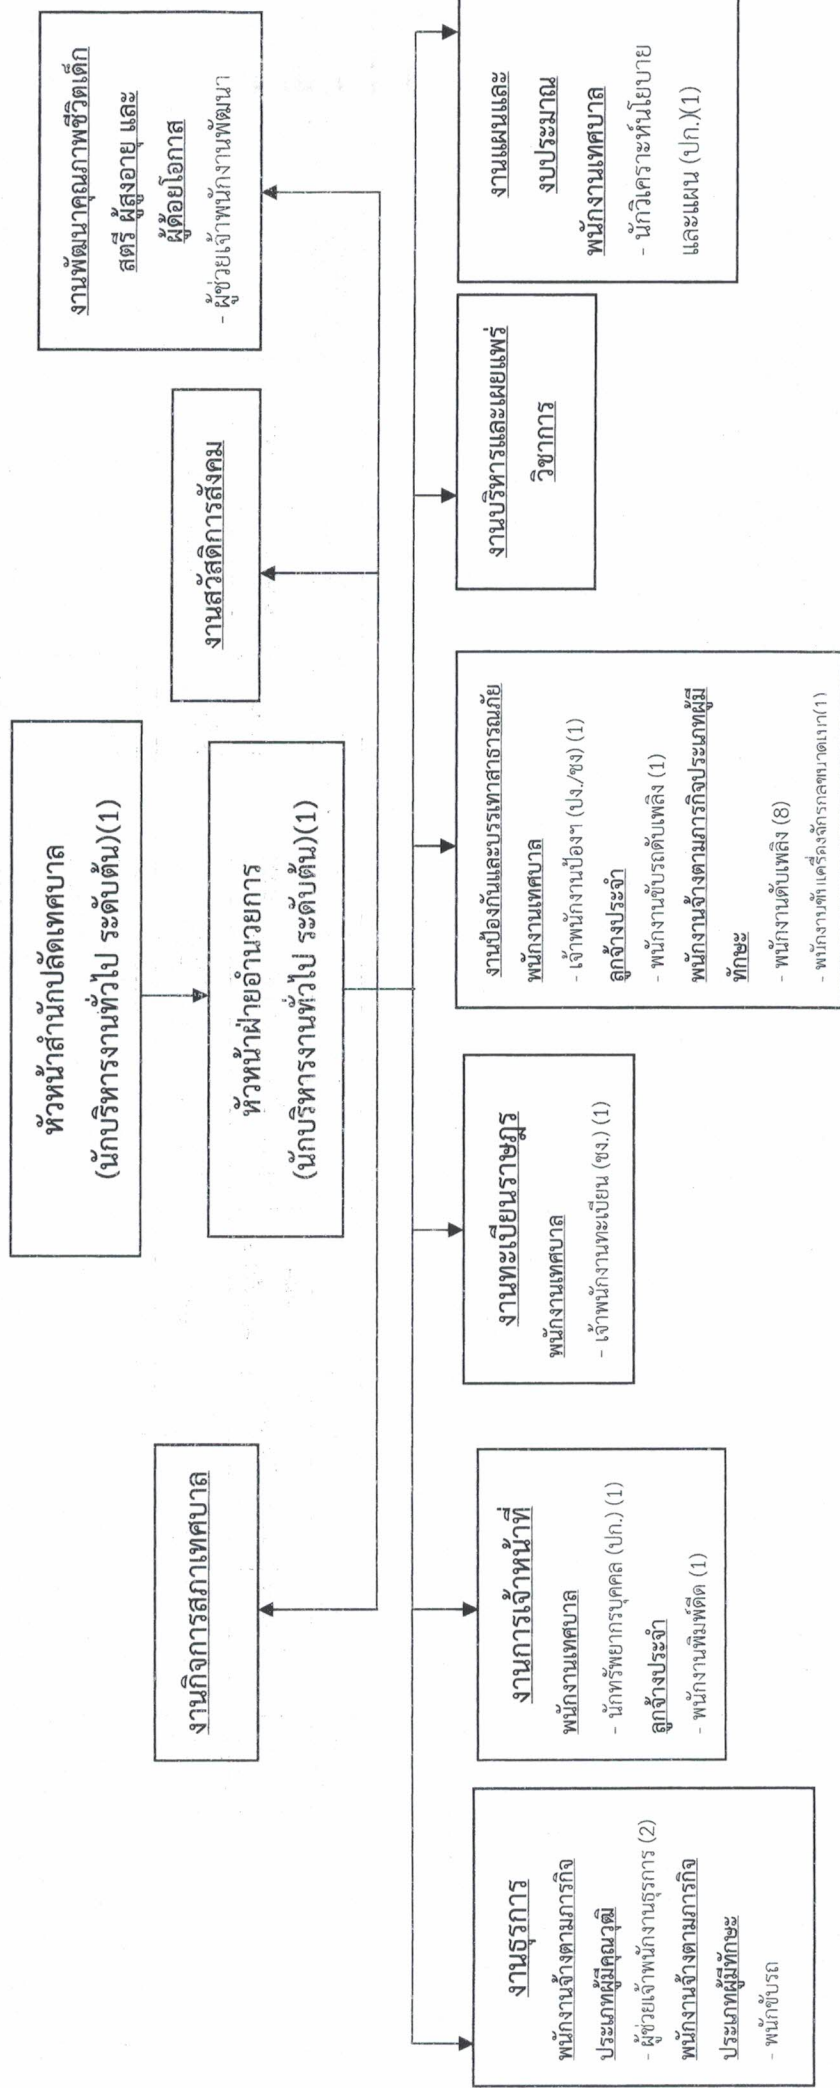 หัวหน้าสำนักปลัดเทศบาล
(นักบริหารงานทั่วไป ระดับต้น)(1)
หัวหน้าฝ่ายอำนวยการ
(นักบริหารงานทั่วไป ระดับต้น)(1)
งานกิจการสภาเทศบาล
งานสวัสดิการสังคม
งานพัฒนาคุณภาพชีวิตเด็ก
สตรี ผู้สูงอายุ และ
ผู้ด้อยโอกาส
- ผู้ช่วยเจ้าพนักงานพัฒนา
งานธุรการ
พนักงานจ้างตามภารกิจ
ประเภทผู้มีคุณวุฒิ
- ผู้ช่วยเจ้าพนักงานธุรการ (2)
พนักงานจ้างตามภารกิจ
ประเภทผู้มีทักษะ
- พนักขับรถ
งานการเจ้าหน้าที่
พนักงานเทศบาล
- นักทรัพยากรบุคคล (ปก.) (1)
ลูกจ้างประจำ
- พนักงานพิมพ์ดีด (1)
งานทะเบียนราษฎร
พนักงานเทศบาล
- เจ้าพนักงานทะเบียน (ชง.) (1)
งานป้องกันและบรรเทาสาธารณภัย
พนักงานเทศบาล
- เจ้าพนักงานป้องฯ (ปง./ชง) (1)
ลูกจ้างประจำ
- พนักงานขับรถดับเพลิง (1)
พนักงานจ้างตามภารกิจประเภทผู้มี
ทักษะ
- พนักงานดับเพลิง (8)
- พนักงานขับเครื่องจักรกลขนาดเบา(1)
งานบริหารและเผยแพร่
วิชาการ
งานแผนและ
งบประมาณ
พนักงานเทศบาล
- นักวิเคราะห์นโยบาย
และแผน (ปก.)(1)